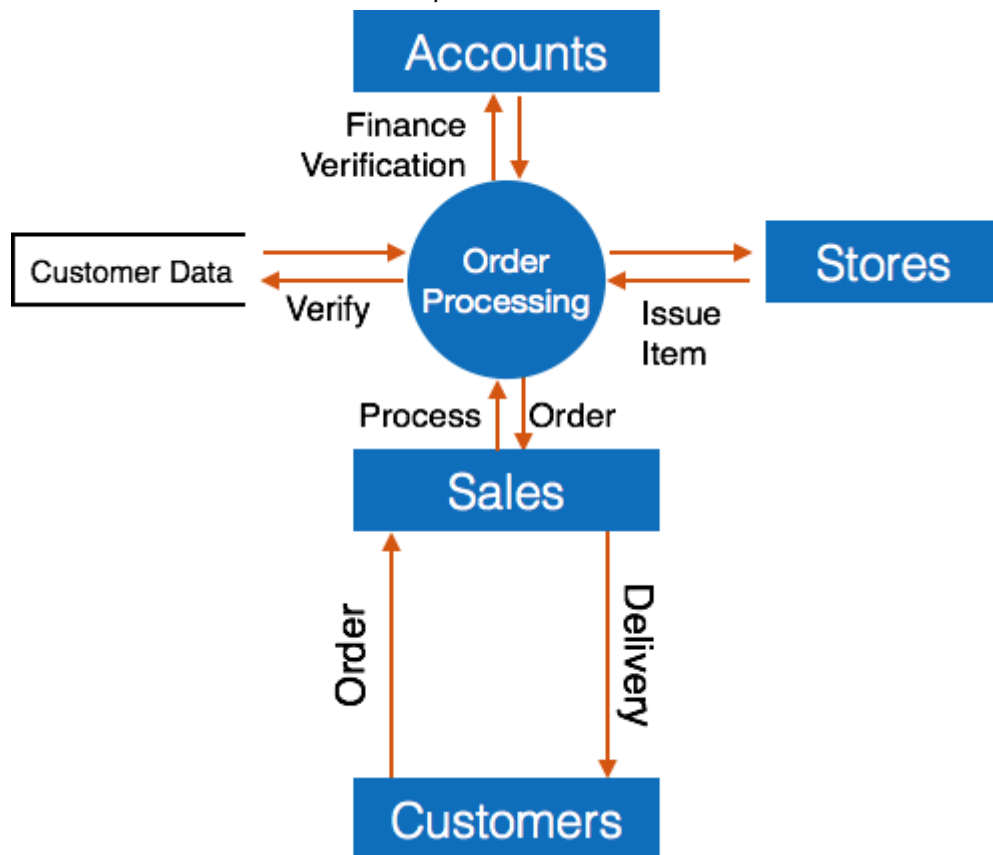 Accounts
Finance
Verification
Customer Data
Order
Processing
Stores
Verify
Issue
Item
Process
Order
Sales
Order
Delivery
Customers